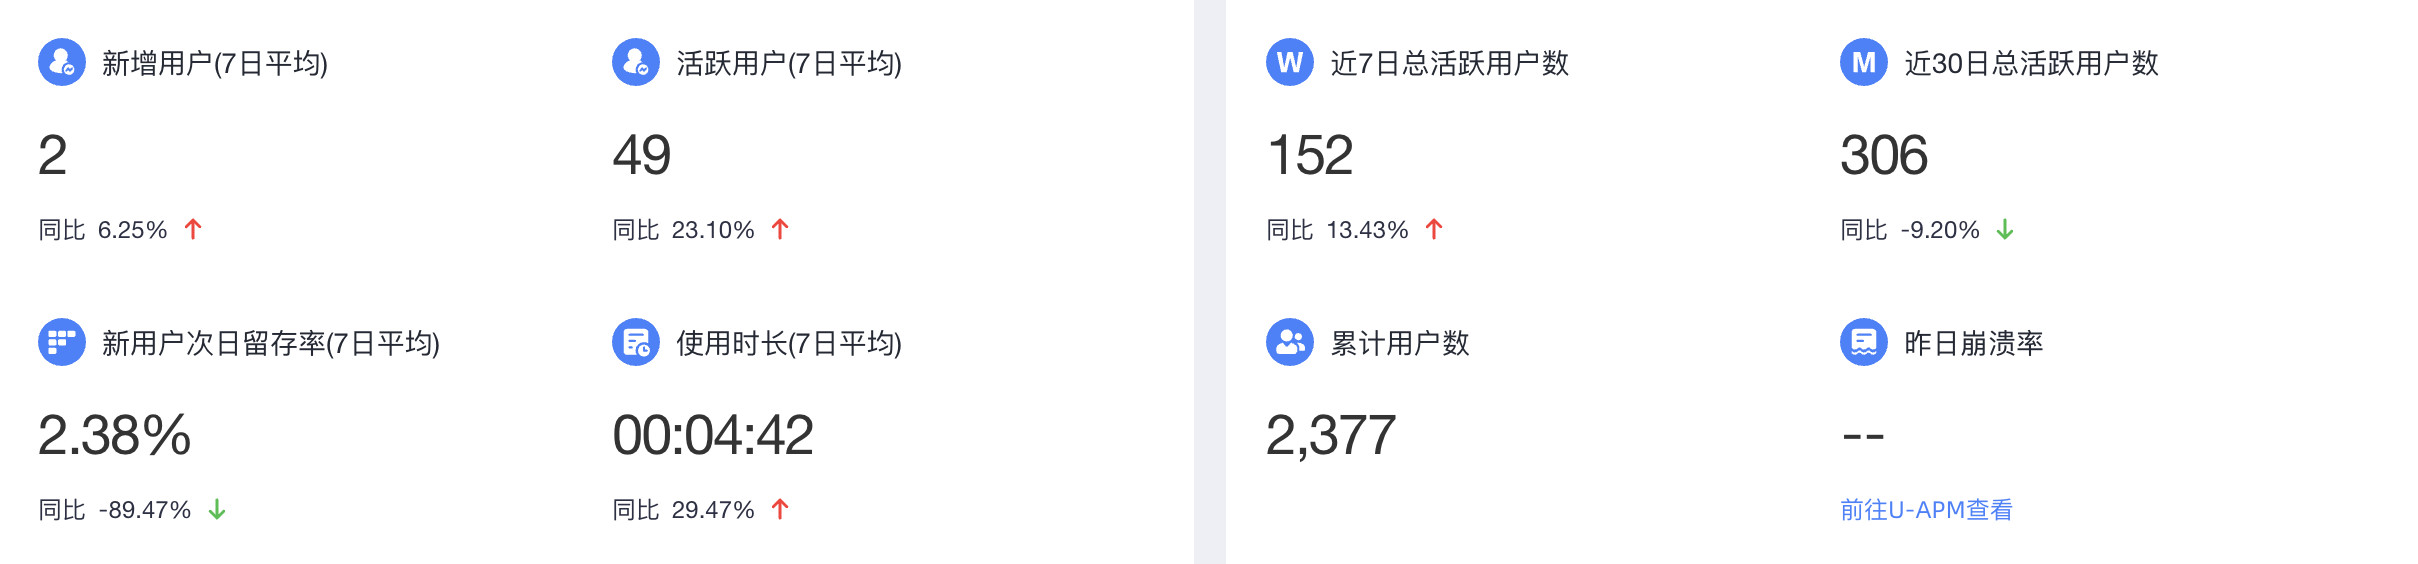 新增用户(7日平均)
2
同比 6.25% ↑
活跃用户(7日平均)
49
同比 23.10% ↑
新用户次日留存率(7日平均)
2.38%
同比 -89.47% ↓
使用时长(7日平均)
00:04:42
同比 29.47% ↑
W 近7日总活跃用户数
152
同比 13.43% ↑
M 近30日总活跃用户数
306
同比 -9.20% ↓
累计用户数
2,377
昨日崩溃率
--
前往U-APM查看